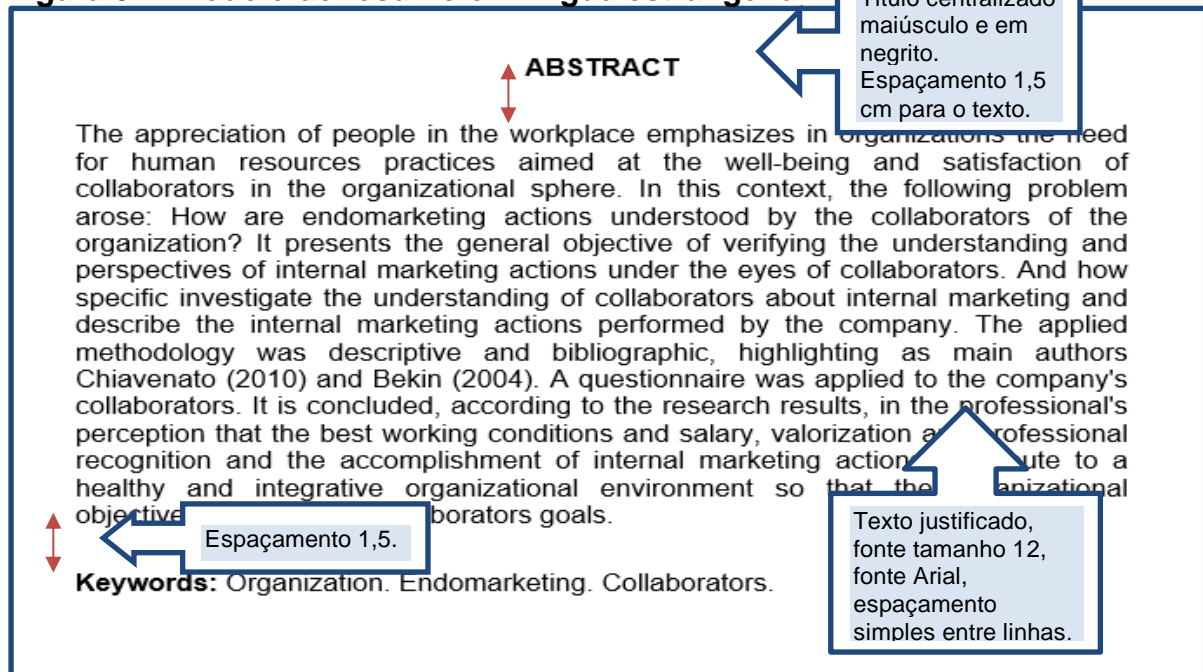 Título centralizado
maiúsculo e em
negrito.
Espaçamento 1,5
cm para o texto.
ABSTRACT
The appreciation of people in the workplace emphasizes in organizations the need
for human resources practices aimed at the well-being and satisfaction of
collaborators in the organizational sphere. In this context, the following problem
arose: How are endomarketing actions understood by the collaborators of the
organization? It presents the general objective of verifying the understanding and
perspectives of internal marketing actions under the eyes of collaborators. And how
specific investigate the understanding of collaborators about internal marketing and
describe the internal marketing actions performed by the company. The applied
methodology was descriptive and bibliographic, highlighting as main authors
Chiavenato (2010) and Bekin (2004). A questionnaire was applied to the company's
collaborators. It is concluded, according to the research results, in the professional's
perception that the best working conditions and salary, valorization professional
recognition and the accomplishment of internal marketing to a
healthy and integrative organizational environment so that
goals.
Espaçamento 1,5.
Keywords: Organization. Endomarketing. Collaborators.
Texto justificado,
fonte tamanho 12,
fonte Arial,
espaçamento
simples entre linhas.